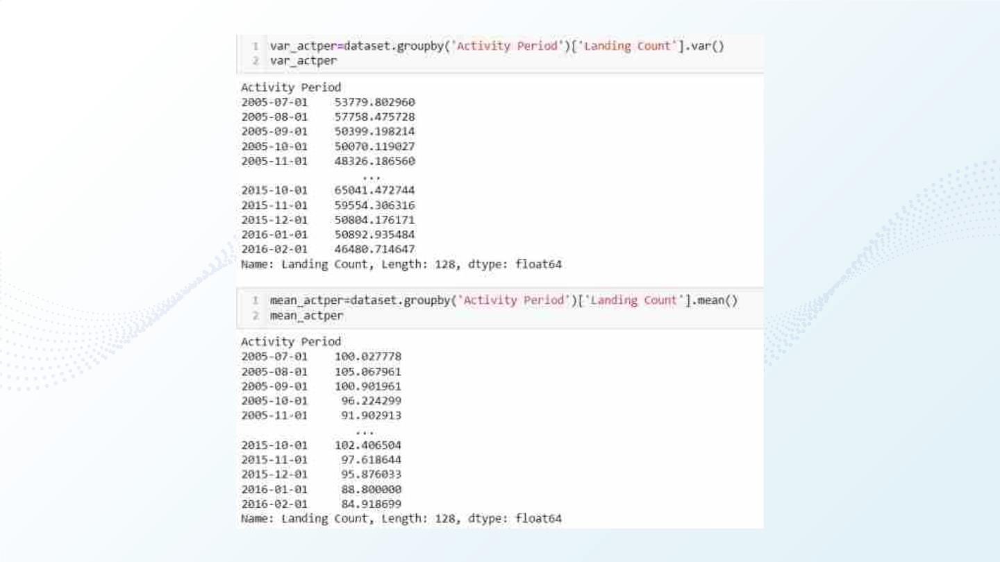 1 var_actper=dataset.groupby('Activity Period')['Landing Count'].var()
2 var_actper
Activity Period
2005-07-01 53779.802960
2005-08-01 57758.475728
2005-09-01 50399.198214
2005-10-01 50070.119027
2005-11-01 48326.186560
...
2015-10-01 65041.472744
2015-11-01 59554.306316
2015-12-01 50804.176171
2016-01-01 50892.935484
2016-02-01 46480.714647
Name: Landing Count, Length: 128, dtype: float64
1 mean_actper=dataset.groupby('Activity Period')['Landing Count'].mean()
2 mean_actper
Activity Period
2005-07-01 100.027778
2005-08-01 105.067961
2005-09-01 100.901961
2005-10-01 96.224299
2005-11-01 91.902913
...
2015-10-01 102.406504
2015-11-01 97.618644
2015-12-01 95.876033
2016-01-01 88.800000
2016-02-01 84.918699
Name: Landing Count, Length: 128, dtype: float64